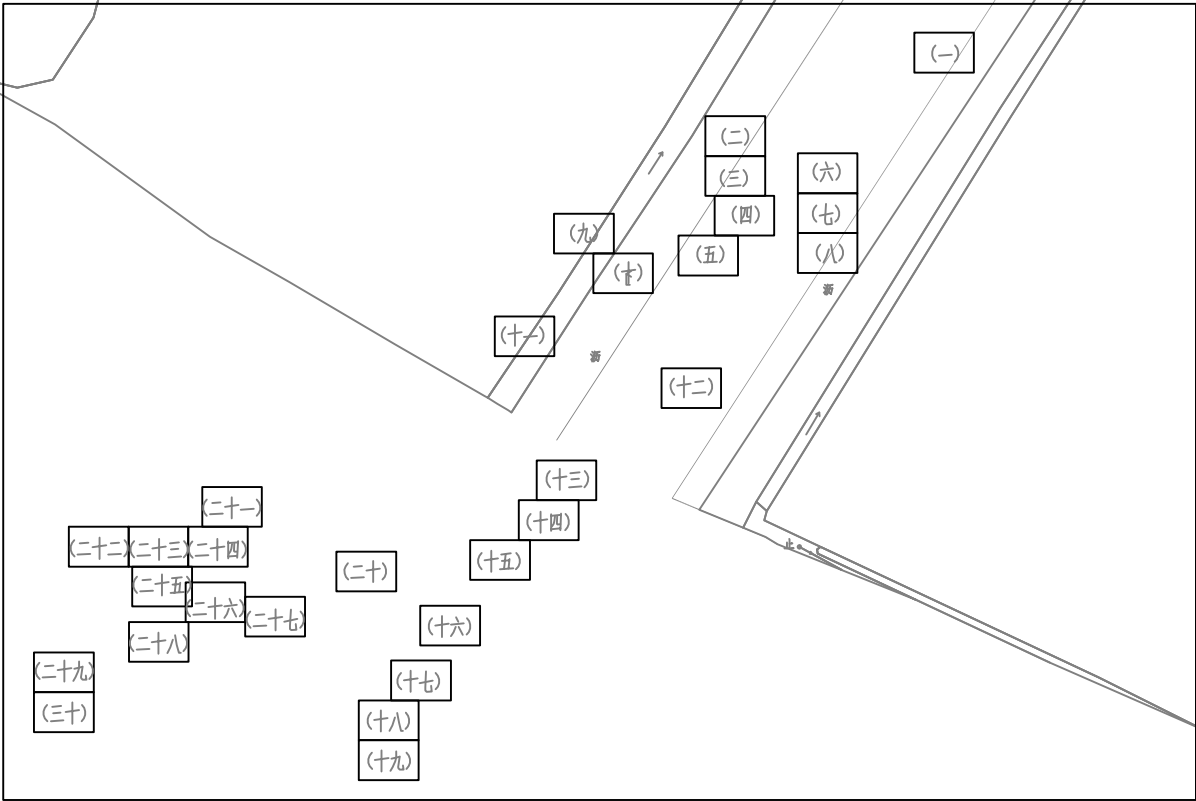 (一)
(二)
(三)
(四)
(五)
(六)
(七)
(八)
沥
(九)
(十)
(十一)
沥
(十二)
(十三)
(十四)
(十五)
止
(十六)
(十七)
(十八)
(十九)
(二十)
(二十一)
(二十二)
(二十三)
(二十四)
(二十五)
(二十六)
(二十七)
(二十八)
(二十九)
(三十)